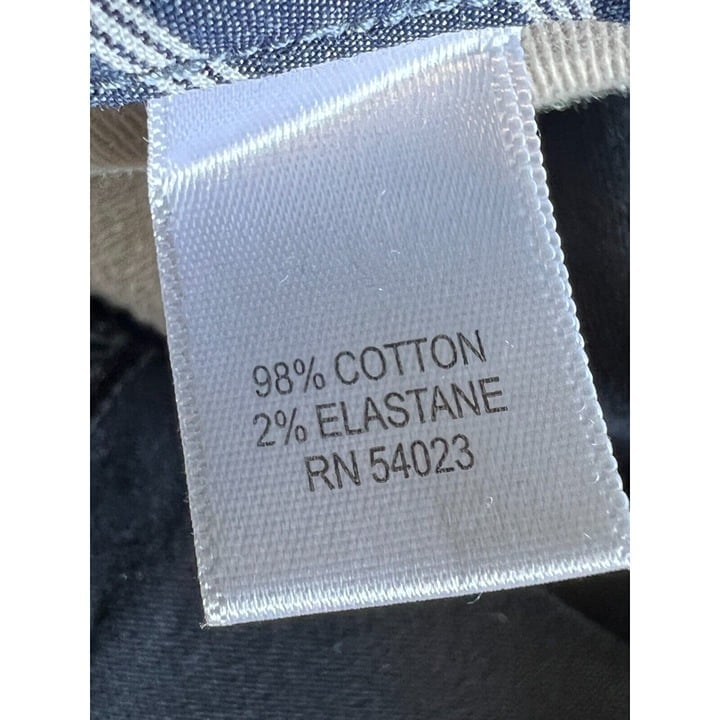 98% COTTON
2% ELASTANE
RN 54023